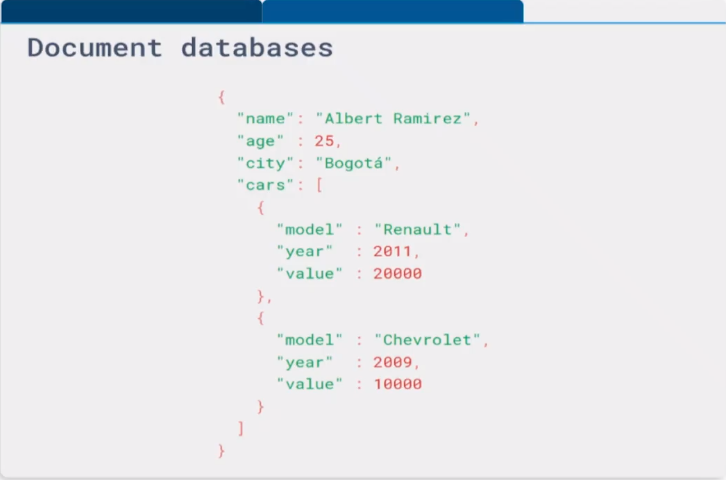 Document databases
{
"name": "Albert Ramirez",
"age" : 25,
"city": "Bogotá",
"cars": [
{
"model" : "Renault",
"year" : 2011,
"value" : 20000
},
{
"model" : "Chevrolet",
"year" : 2009,
"value" : 10000
}
]
}